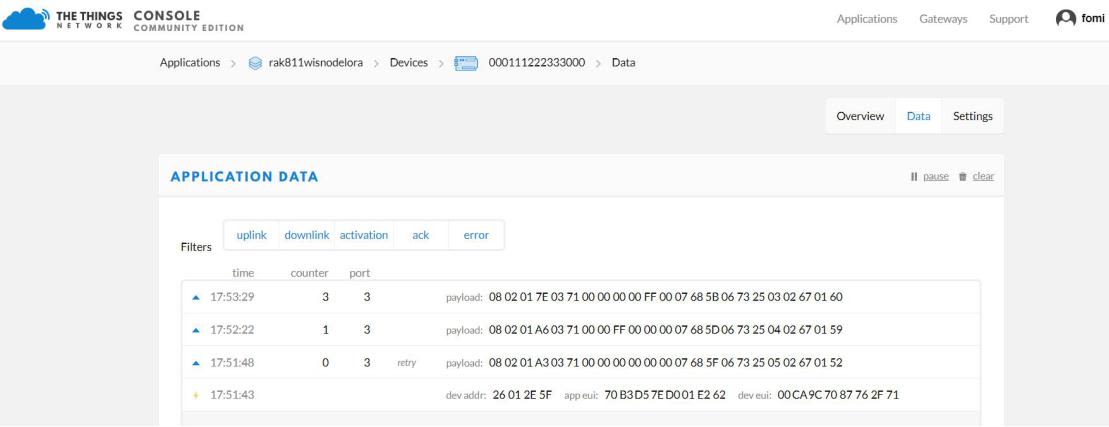 THE THINGS CONSOLE
NETWORK COMMUNITY EDITION
Applications Gateways Support fomi
Applications > rak811wisnodelora > Devices > 000111222333000 > Data
Overview Data Settings
APPLICATION DATA
pause clear
Filters uplink downlink activation ack error
time counter port
17:53:29 3 3 payload: 08 02 01 7E 03 71 00 00 00 00 FF 00 07 68 5B 06 73 25 03 02 67 01 60
17:52:22 1 3 payload: 08 02 01 A6 03 71 00 00 FF 00 00 00 07 68 5D 06 73 25 04 02 67 01 59
17:51:48 0 3 retry payload: 08 02 01 A3 03 71 00 00 00 00 00 00 07 68 5F 06 73 25 05 02 67 01 52
17:51:43 dev addr: 26 01 2E 5F app eui: 70 B3 D5 7E D0 01 E2 62 dev eui: 00 CA 9C 70 87 76 2F 71